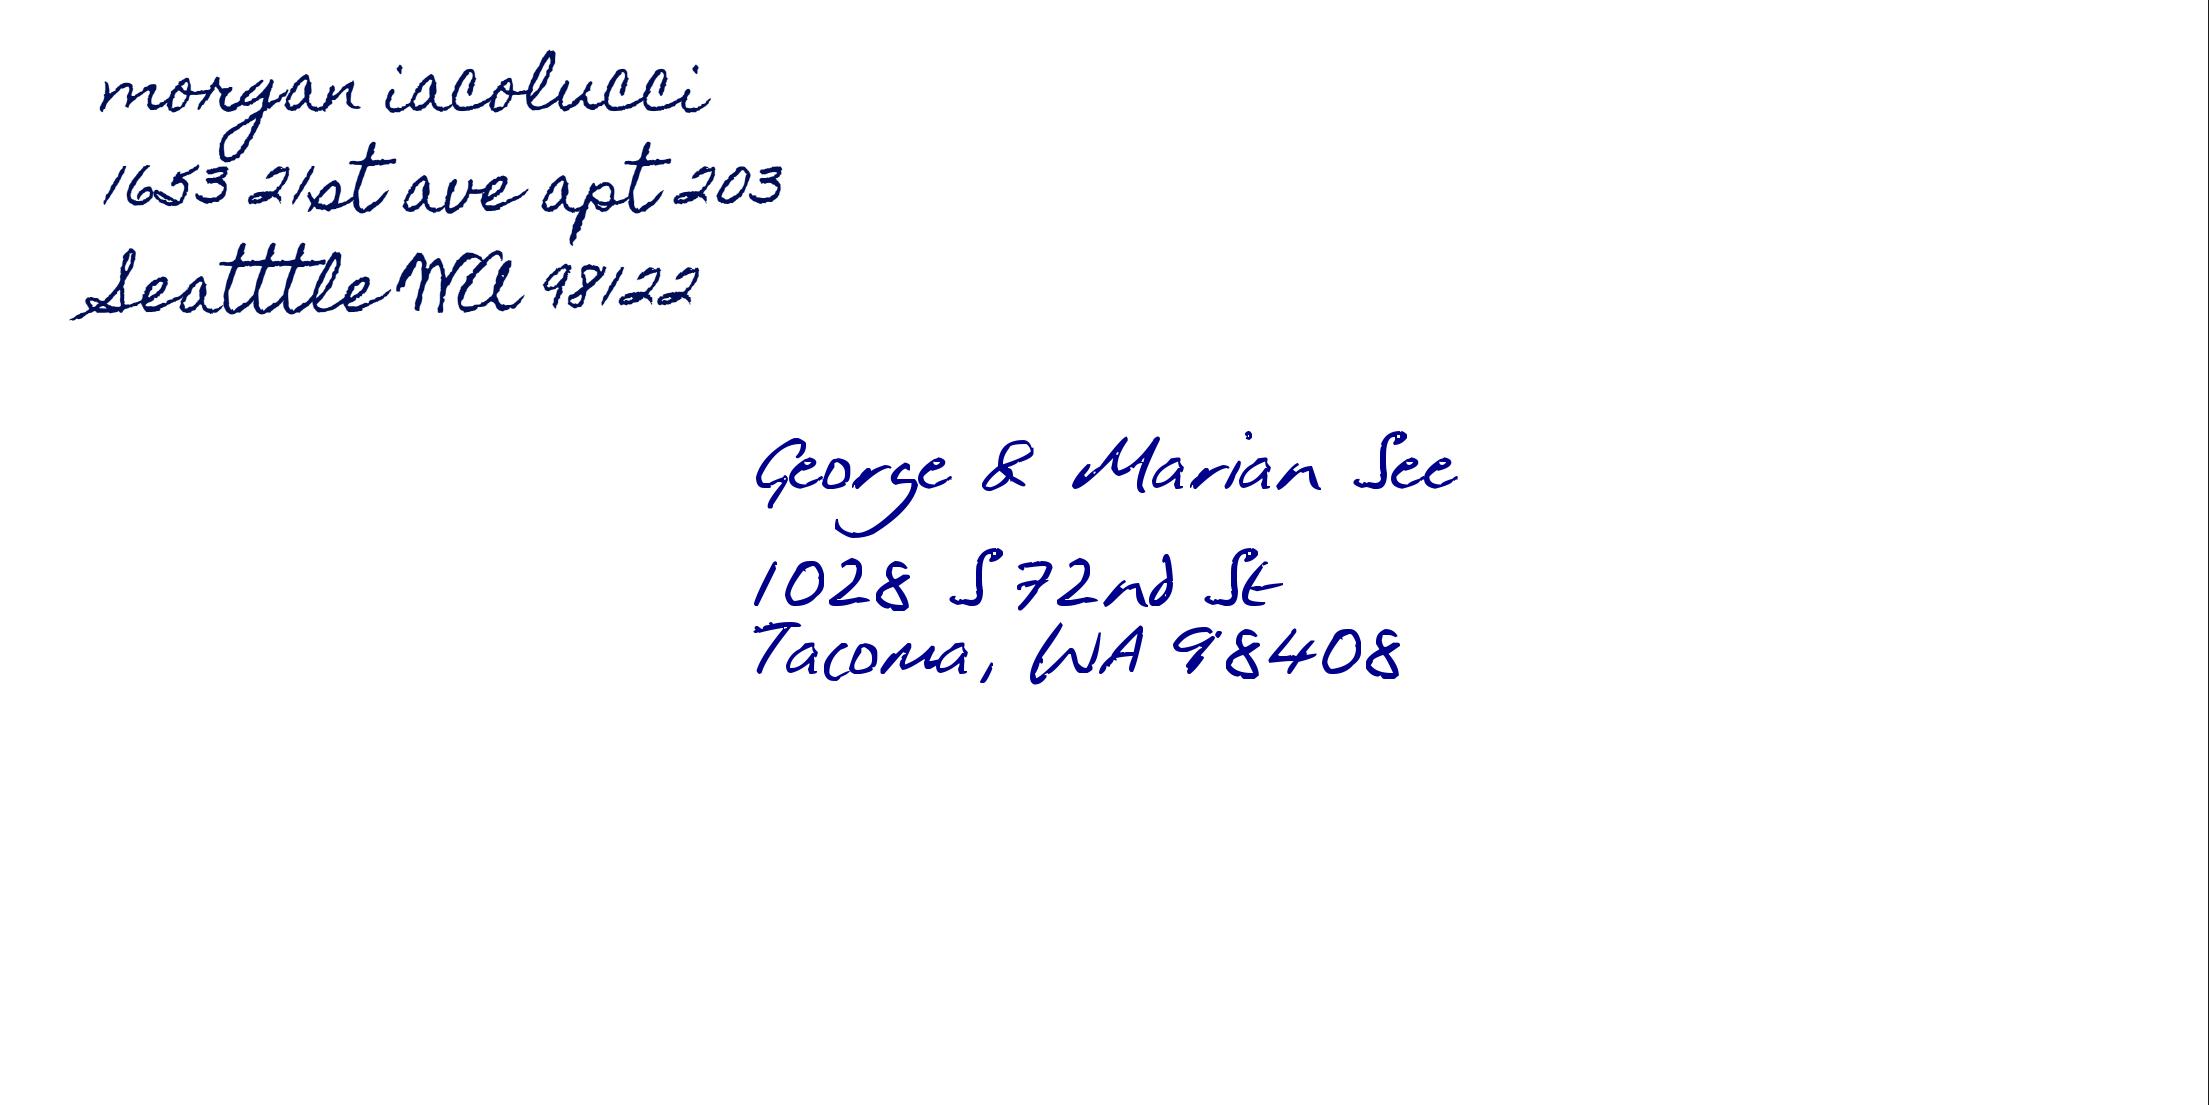 morgan iacolucci
1653 21st ave apt 203
Seatttle WA 98122
George & Marian See
1028 S 72nd St
Tacoma, WA 98408